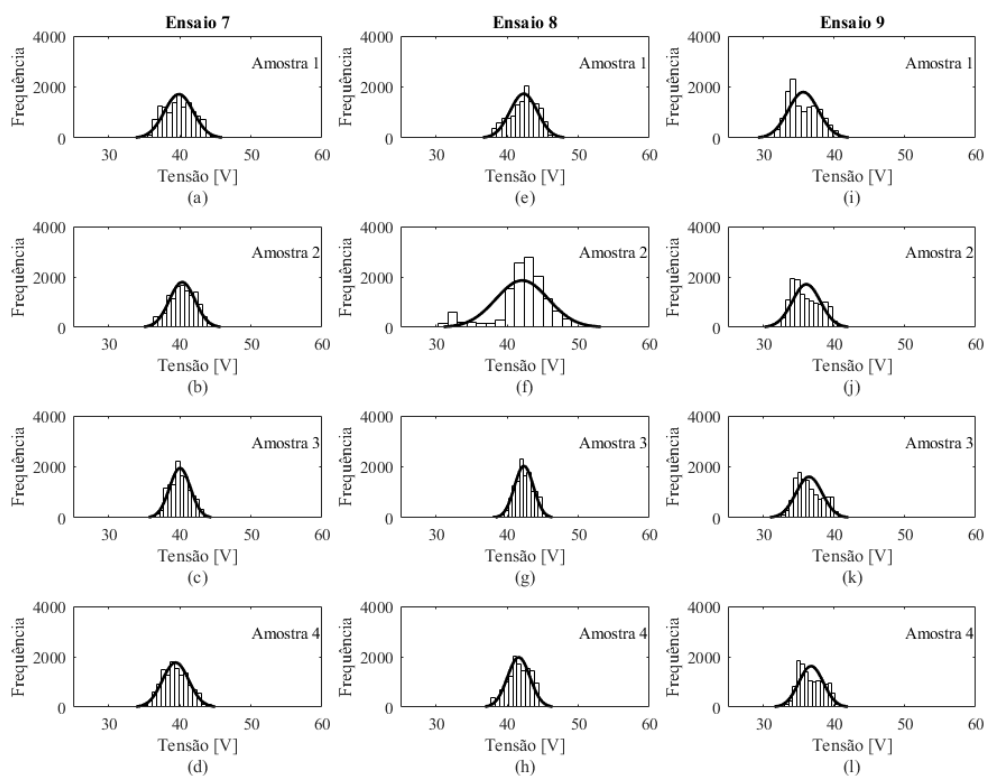 Ensaio 7
Ensaio 8
Ensaio 9
Frequência
4000
2000
0
Amostra 1
30
40
50
60
Tensão [V]
(a)
Frequência
4000
2000
0
Amostra 1
30
40
50
60
Tensão [V]
(e)
Frequência
4000
2000
0
Amostra 1
30
40
50
60
Tensão [V]
(i)
Frequência
4000
2000
0
Amostra 2
30
40
50
60
Tensão [V]
(b)
Frequência
4000
2000
0
Amostra 2
30
40
50
60
Tensão [V]
(f)
Frequência
4000
2000
0
Amostra 2
30
40
50
60
Tensão [V]
(j)
Frequência
4000
2000
0
Amostra 3
30
40
50
60
Tensão [V]
(c)
Frequência
4000
2000
0
Amostra 3
30
40
50
60
Tensão [V]
(g)
Frequência
4000
2000
0
Amostra 3
30
40
50
60
Tensão [V]
(k)
Frequência
4000
2000
0
Amostra 4
30
40
50
60
Tensão [V]
(d)
Frequência
4000
2000
0
Amostra 4
30
40
50
60
Tensão [V]
(h)
Frequência
4000
2000
0
Amostra 4
30
40
50
60
Tensão [V]
(l)